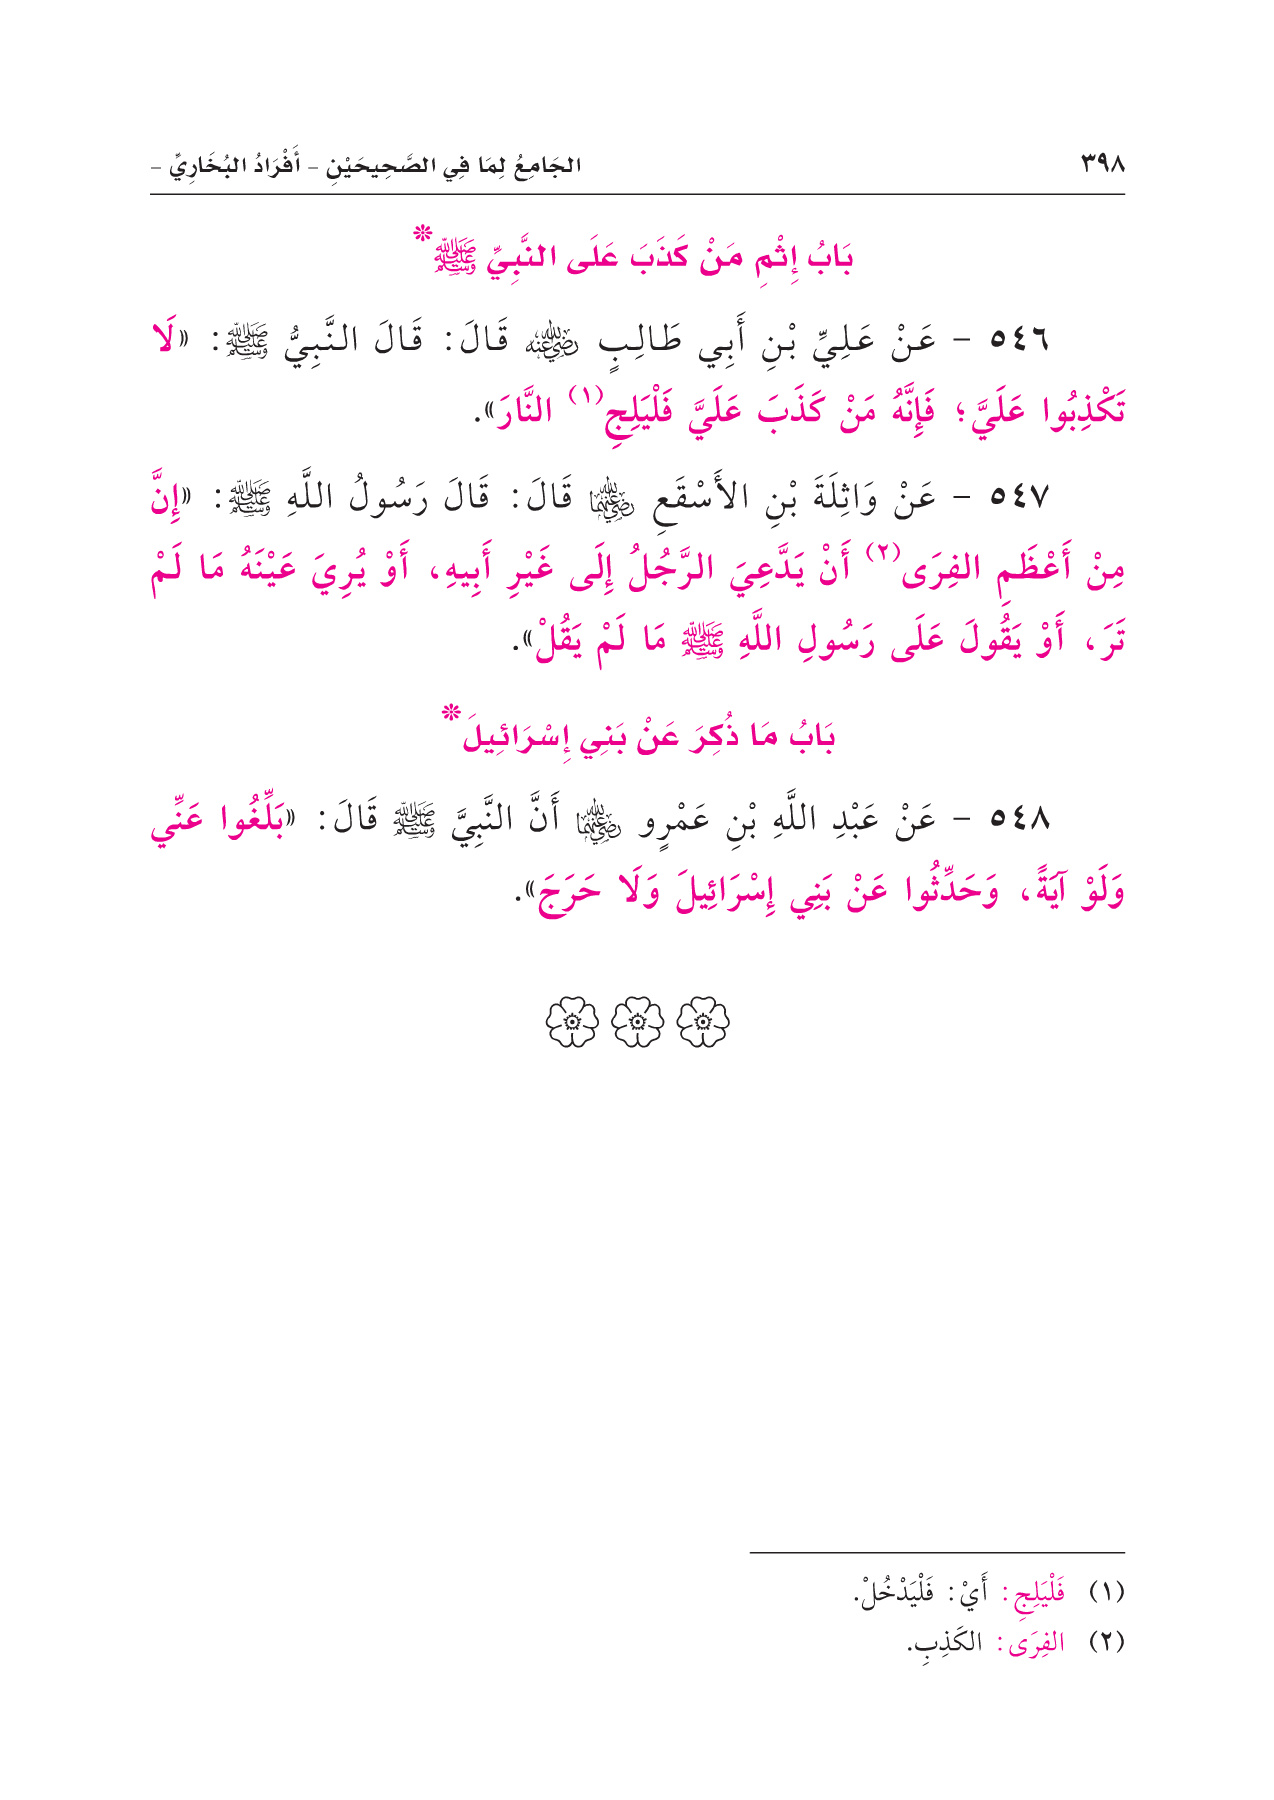 ٣٩٨ الجَامِعُ لِمَا فِي الصَّحِيحَيْنِ - أَفْرَادُ البُخَارِيِّ -
بَابُ إِثْمِ مَنْ كَذَبَ عَلَى النَّبِيِّ ﷺ*
٥٤٦ - عَنْ عَلِيِّ بْنِ أَبِي طَالِبٍ رضي الله عنه قَالَ: قَالَ النَّبِيُّ ﷺ: «لَا
تَكْذِبُوا عَلَيَّ؛ فَإِنَّهُ مَنْ كَذَبَ عَلَيَّ فَلْيَلِجِ(١) النَّارَ».
٥٤٧ - عَنْ وَاثِلَةَ بْنِ الأَسْقَعِ رضي الله عنهما قَالَ: قَالَ رَسُولُ اللَّهِ ﷺ: «إِنَّ
مِنْ أَعْظَمِ الفِرَى(٢) أَنْ يَدَّعِيَ الرَّجُلُ إِلَى غَيْرِ أَبِيهِ، أَوْ يُرِيَ عَيْنَهُ مَا لَمْ
تَرَ، أَوْ يَقُولَ عَلَى رَسُولِ اللَّهِ ﷺ مَا لَمْ يَقُلْ».
بَابُ مَا ذُكِرَ عَنْ بَنِي إِسْرَائِيلَ*
٥٤٨ - عَنْ عَبْدِ اللَّهِ بْنِ عَمْرٍو رضي الله عنهما أَنَّ النَّبِيَّ ﷺ قَالَ: «بَلِّغُوا عَنِّي
وَلَوْ آيَةً، وَحَدِّثُوا عَنْ بَنِي إِسْرَائِيلَ وَلَا حَرَجَ».
(١) فَلْيَلِجِ: أَيْ: فَلْيَدْخُلْ.
(٢) الفِرَى: الكَذِبِ.